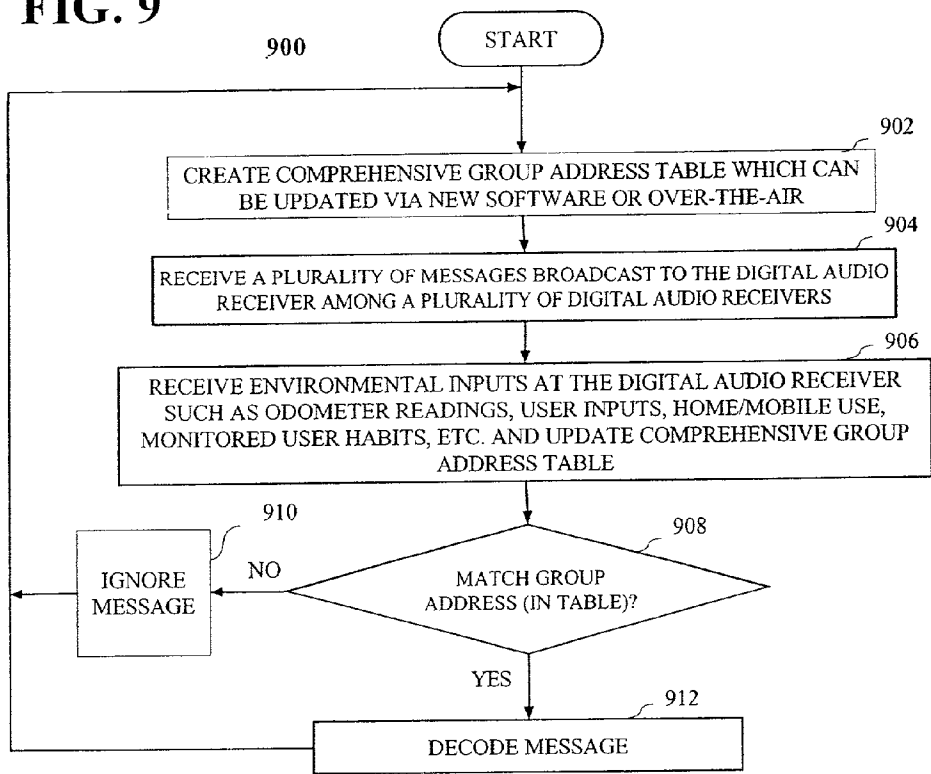 FIG. 9
900
START
902
CREATE COMPREHENSIVE GROUP ADDRESS TABLE WHICH CAN
BE UPDATED VIA NEW SOFTWARE OR OVER-THE-AIR
904
RECEIVE A PLURALITY OF MESSAGES BROADCAST TO THE DIGITAL AUDIO
RECEIVER AMONG A PLURALITY OF DIGITAL AUDIO RECEIVERS
906
RECEIVE ENVIRONMENTAL INPUTS AT THE DIGITAL AUDIO RECEIVER
SUCH AS ODOMETER READINGS, USER INPUTS, HOME/MOBILE USE,
MONITORED USER HABITS, ETC. AND UPDATE COMPREHENSIVE GROUP
ADDRESS TABLE
908
MATCH GROUP
ADDRESS (IN TABLE)?
NO
910
IGNORE
MESSAGE
YES
912
DECODE MESSAGE